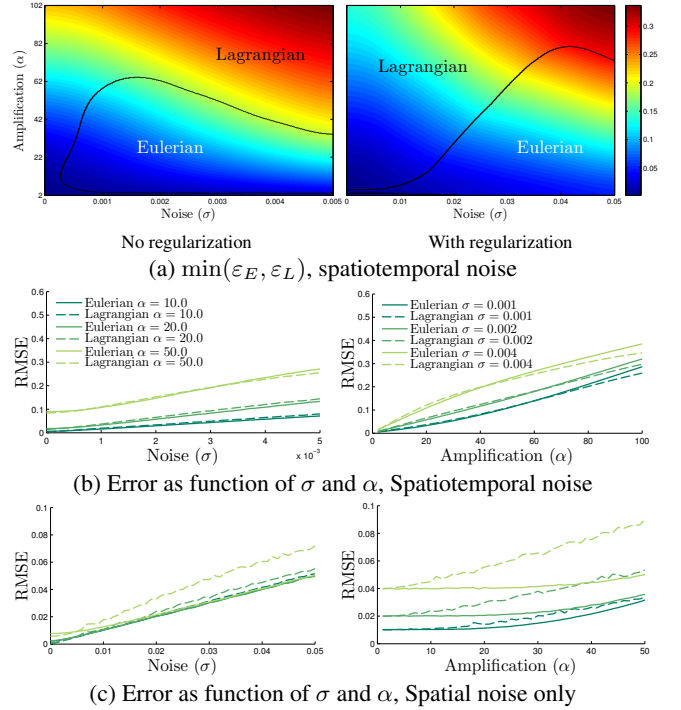 102
82
62
42
22
2
Amplification (α)
Lagrangian
Eulerian
0 0.001 0.002 0.003 0.004 0.005
Noise (σ)
Lagrangian
Eulerian
0 0.01 0.02 0.03 0.04 0.05
Noise (σ)
0.3
0.25
0.2
0.15
0.1
0.05
No regularization
With regularization
(a) min(εE, εL), spatiotemporal noise
0.6
0.5
0.4
0.3
0.2
0.1
0
RMSE
Eulerian α = 10.0
Lagrangian α = 10.0
Eulerian α = 20.0
Lagrangian α = 20.0
Eulerian α = 50.0
Lagrangian α = 50.0
0 1 2 3 4 5
x 10⁻³
Noise (σ)
0.6
0.5
0.4
0.3
0.2
0.1
0
RMSE
Eulerian σ = 0.001
Lagrangian σ = 0.001
Eulerian σ = 0.002
Lagrangian σ = 0.002
Eulerian σ = 0.004
Lagrangian σ = 0.004
20 40 60 80 100
Amplification (α)
(b) Error as function of σ and α, Spatiotemporal noise
0.1
0.08
0.06
0.04
0.02
0
RMSE
0 0.01 0.02 0.03 0.04 0.05
Noise (σ)
0.1
0.08
0.06
0.04
0.02
0
RMSE
0 10 20 30 40 50
Amplification (α)
(c) Error as function of σ and α, Spatial noise only